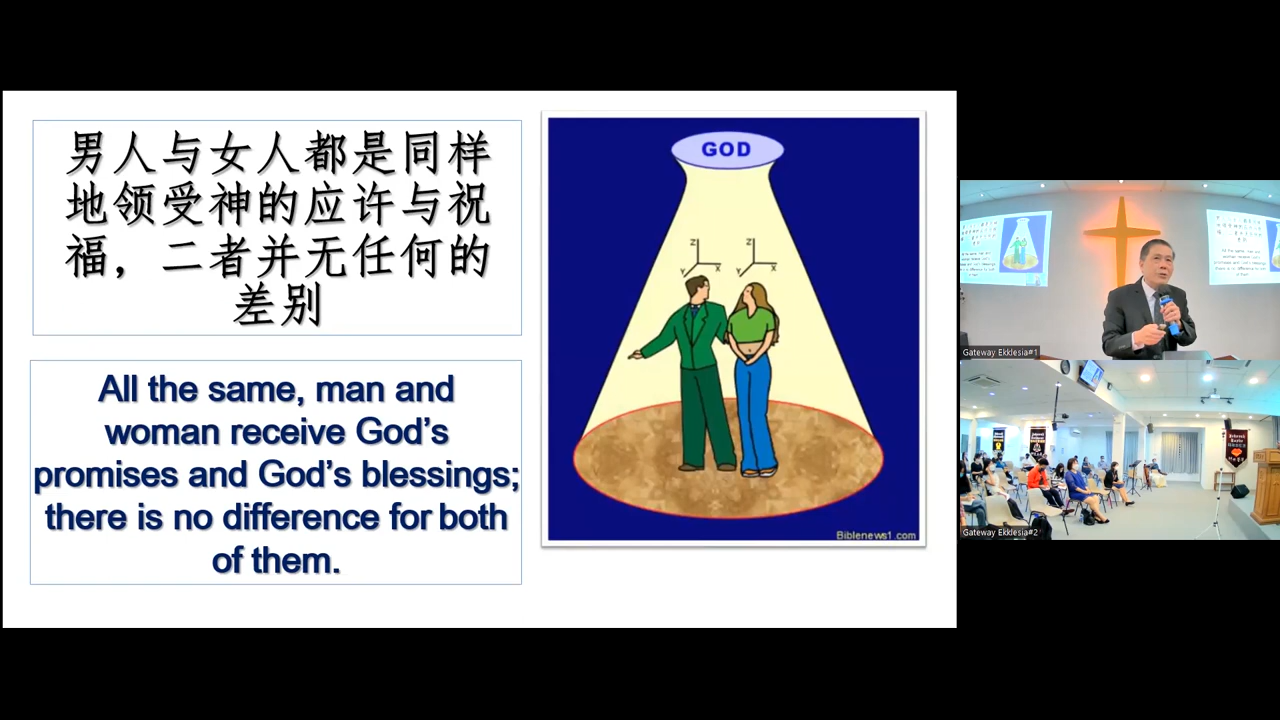 男人与女人都是同样
地领受神的应许与祝
福，二者并无任何的
差别
All the same, man and
woman receive God's
promises and God's blessings;
there is no difference for both
of them.
GOD
Z
Z
Y
X
Y
X
Biblenews1.com
Gateway Ekklesia#1
Gateway Ekklesia#2